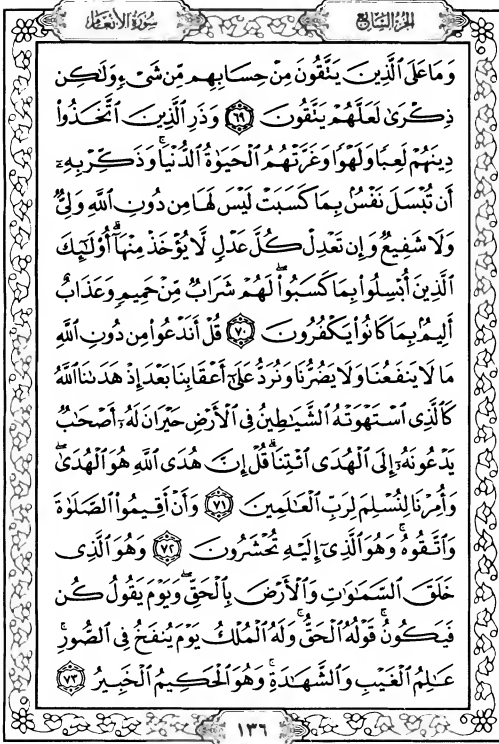 الجزء السابع
سورة الأنعام
وَمَا عَلَى ٱلَّذِينَ يَتَّقُونَ مِنْ حِسَابِهِم مِّن شَىْءٍ وَلَٰكِن
ذِكْرَىٰ لَعَلَّهُمْ يَتَّقُونَ ٦٩ وَذَرِ ٱلَّذِينَ ٱتَّخَذُوا۟
دِينَهُمْ لَعِبًا وَلَهْوًا وَغَرَّتْهُمُ ٱلْحَيَوٰةُ ٱلدُّنْيَا ۚ وَذَكِّرْ بِهِۦٓ
أَن تُبْسَلَ نَفْسٌۢ بِمَا كَسَبَتْ لَيْسَ لَهَا مِن دُونِ ٱللَّهِ وَلِىٌّ
وَلَا شَفِيعٌ وَإِن تَعْدِلْ كُلَّ عَدْلٍ لَّا يُؤْخَذْ مِنْهَآ ۗ أُو۟لَٰٓئِكَ
ٱلَّذِينَ أُبْسِلُوا۟ بِمَا كَسَبُوا۟ ۖ لَهُمْ شَرَابٌ مِّنْ حَمِيمٍ وَعَذَابٌ
أَلِيمٌۢ بِمَا كَانُوا۟ يَكْفُرُونَ ٧٠ قُلْ أَنَدْعُوا۟ مِن دُونِ ٱللَّهِ
مَا لَا يَنفَعُنَا وَلَا يَضُرُّنَا وَنُرَدُّ عَلَىٰٓ أَعْقَابِنَا بَعْدَ إِذْ هَدَىٰنَا ٱللَّهُ
كَٱلَّذِى ٱسْتَهْوَتْهُ ٱلشَّيَٰطِينُ فِى ٱلْأَرْضِ حَيْرَانَ لَهُۥٓ أَصْحَٰبٌ
يَدْعُونَهُۥٓ إِلَى ٱلْهُدَى ٱئْتِنَا ۗ قُلْ إِنَّ هُدَى ٱللَّهِ هُوَ ٱلْهُدَىٰ ۖ
وَأُمِرْنَا لِنُسْلِمَ لِرَبِّ ٱلْعَٰلَمِينَ ٧١ وَأَنْ أَقِيمُوا۟ ٱلصَّلَوٰةَ
وَٱتَّقُوهُ ۚ وَهُوَ ٱلَّذِىٓ إِلَيْهِ تُحْشَرُونَ ٧٢ وَهُوَ ٱلَّذِى
خَلَقَ ٱلسَّمَٰوَٰتِ وَٱلْأَرْضَ بِٱلْحَقِّ ۖ وَيَوْمَ يَقُولُ كُن
فَيَكُونُ ۚ قَوْلُهُ ٱلْحَقُّ ۚ وَلَهُ ٱلْمُلْكُ يَوْمَ يُنفَخُ فِى ٱلصُّورِ ۚ
عَٰلِمُ ٱلْغَيْبِ وَٱلشَّهَٰدَةِ ۚ وَهُوَ ٱلْحَكِيمُ ٱلْخَبِيرُ ٧٣
١٣٦